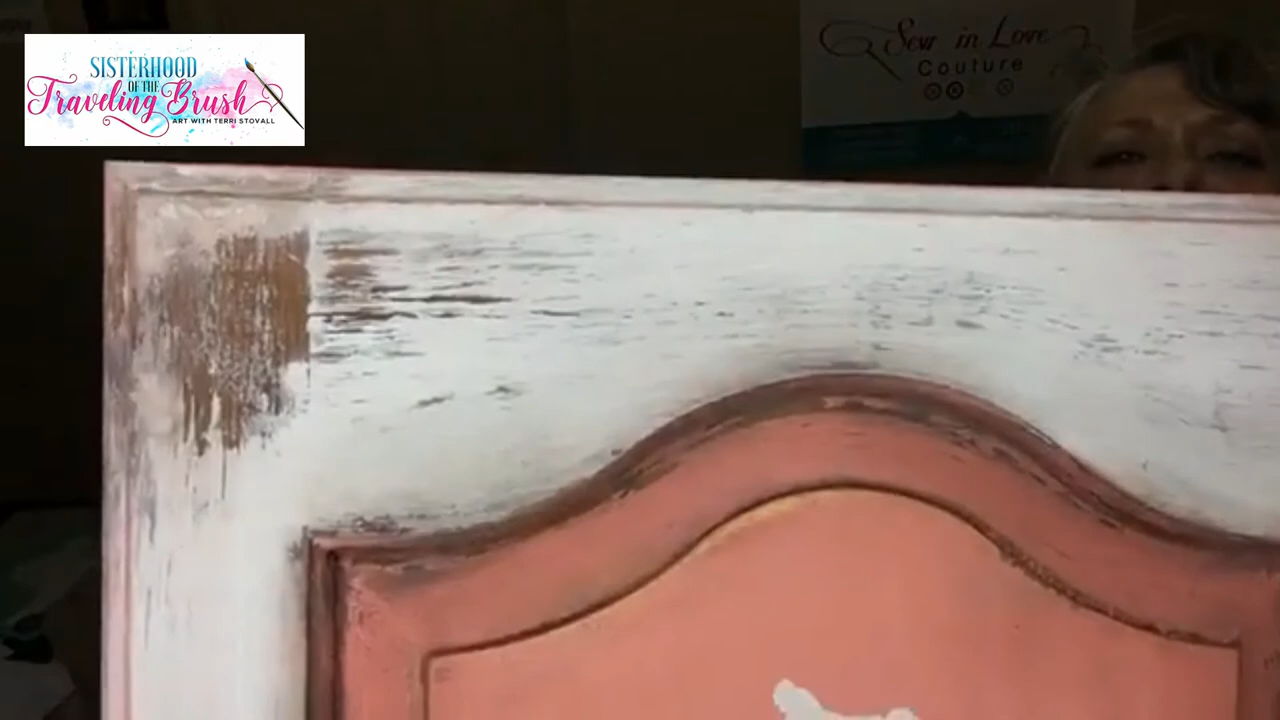 SISTERHOOD
OF THE
Traveling Brush
ART WITH TERRI STOVALL
Sew in Love
Couture